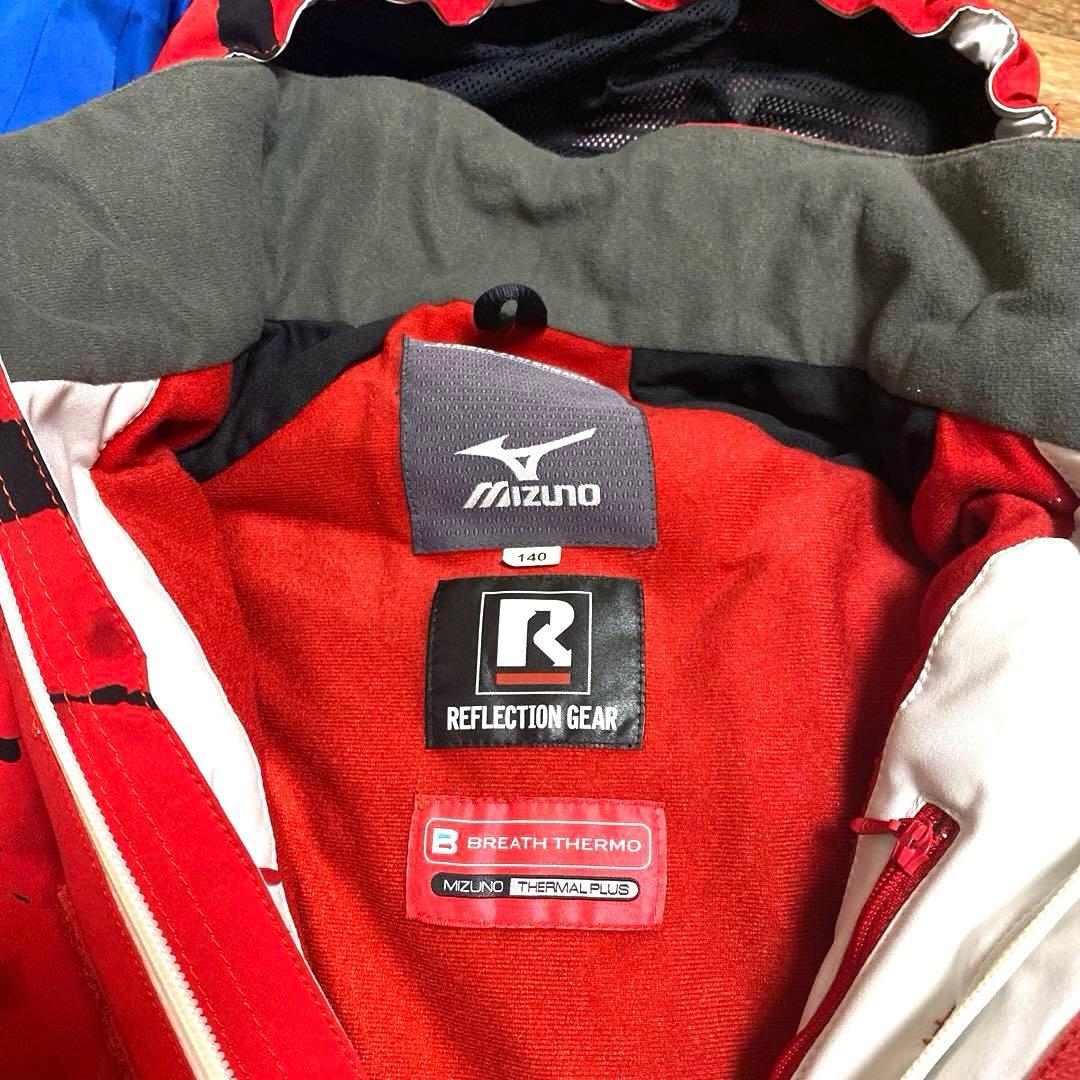 MIZUNO
140
R
REFLECTION GEAR
B BREATH THERMO
MIZUNO THERMAL PLUS